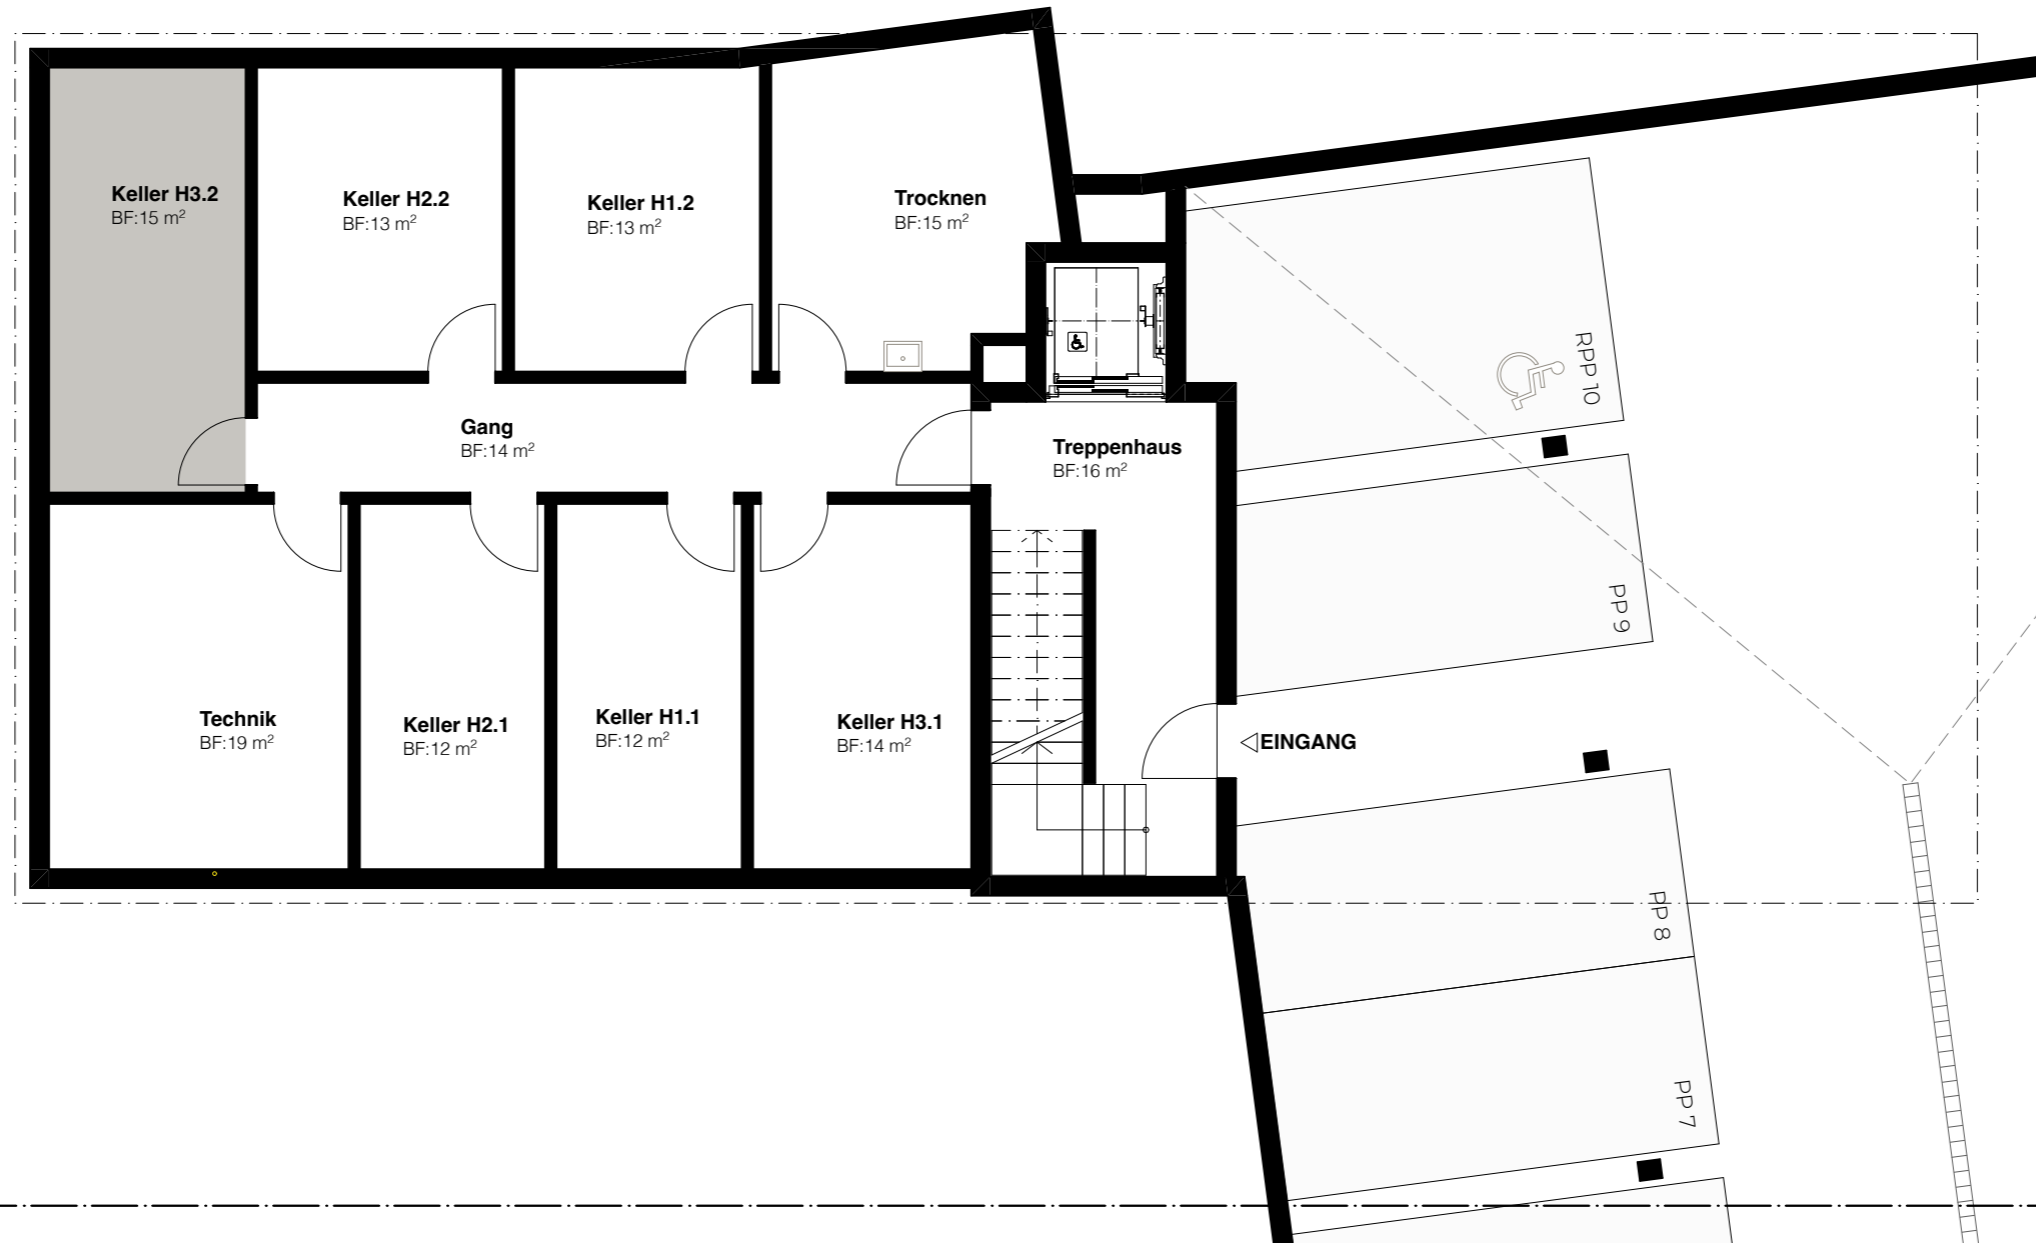 Keller H3.2
BF:15 m²
Keller H2.2
BF:13 m²
Keller H1.2
BF:13 m²
Trocknen
BF:15 m²
Gang
BF:14 m²
Treppenhaus
BF:16 m²
Technik
BF:19 m²
Keller H2.1
BF:12 m²
Keller H1.1
BF:12 m²
Keller H3.1
BF:14 m²
EINGANG
RPP 10
PP 9
PP 8
PP 7